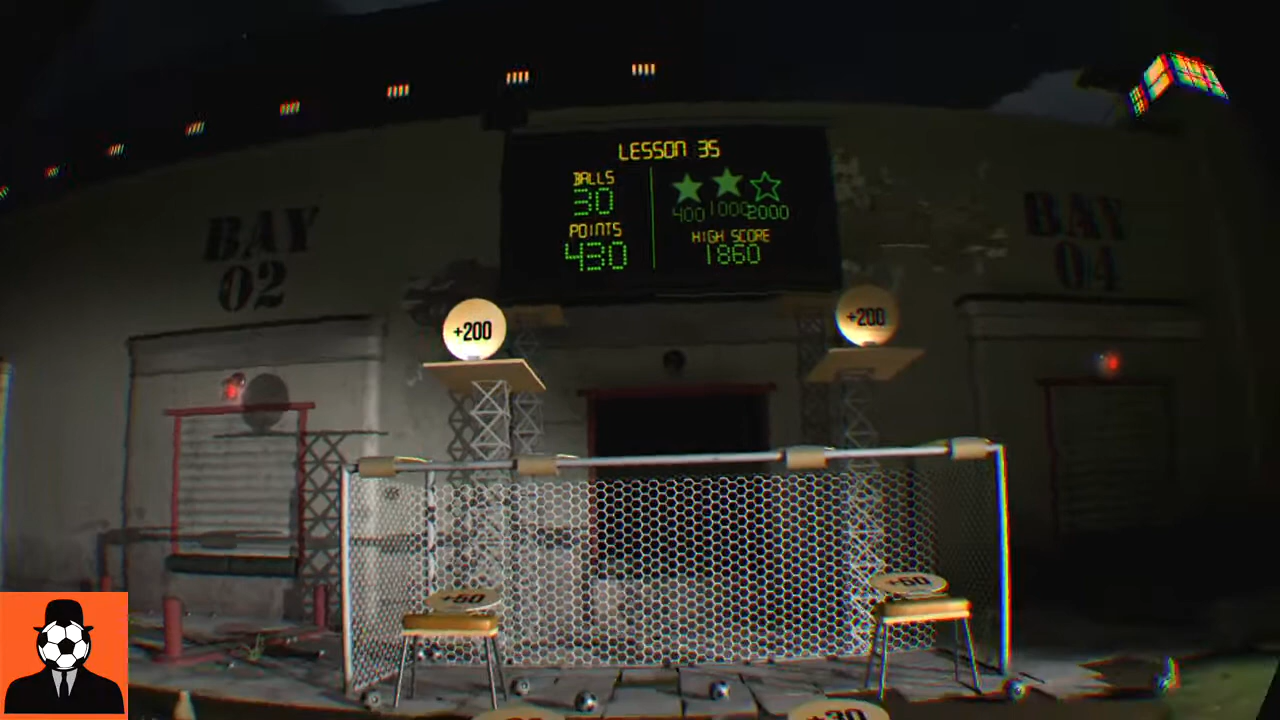 LESSON 35
BALLS
30
400 1000 2000
POINTS
430
HIGH SCORE
1860
BAY
02
BAY
04
+200
+200
+50
+50
+30